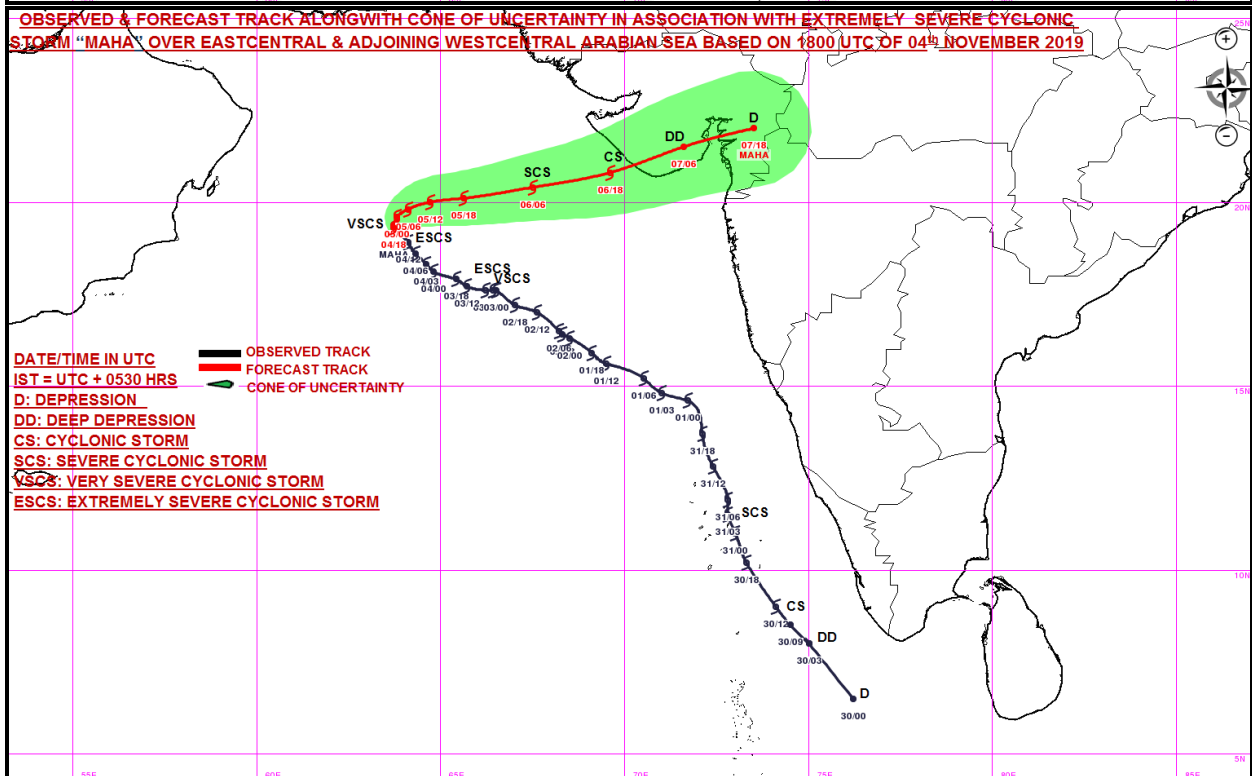 OBSERVED & FORECAST TRACK ALONGWITH CONE OF UNCERTAINTY IN ASSOCIATION WITH EXTREMELY SEVERE CYCLONIC
STORM “MAHA” OVER EASTCENTRAL & ADJOINING WESTCENTRAL ARABIAN SEA BASED ON 1800 UTC OF 04th NOVEMBER 2019
25N
+
−
D
07/18
MAHA
DD
07/06
CS
06/18
SCS
06/06
05/18
05/12
05/06
05/00
VSCS
04/18
MAHA
20N
ESCS
04/12
04/06
04/03
04/00
ESCS
VSCS
03/18
03/12
03/00
02/18
02/12
02/06
02/00
01/18
01/12
01/06
01/03
01/00
DATE/TIME IN UTC
IST = UTC + 0530 HRS
D: DEPRESSION
DD: DEEP DEPRESSION
CS: CYCLONIC STORM
SCS: SEVERE CYCLONIC STORM
VSCS: VERY SEVERE CYCLONIC STORM
ESCS: EXTREMELY SEVERE CYCLONIC STORM
OBSERVED TRACK
FORECAST TRACK
CONE OF UNCERTAINTY
15N
31/18
31/12
31/06
SCS
31/03
31/00
30/18
10N
CS
30/12
DD
30/09
30/03
D
30/00
5N
55E
60E
65E
70E
75E
80E
85E